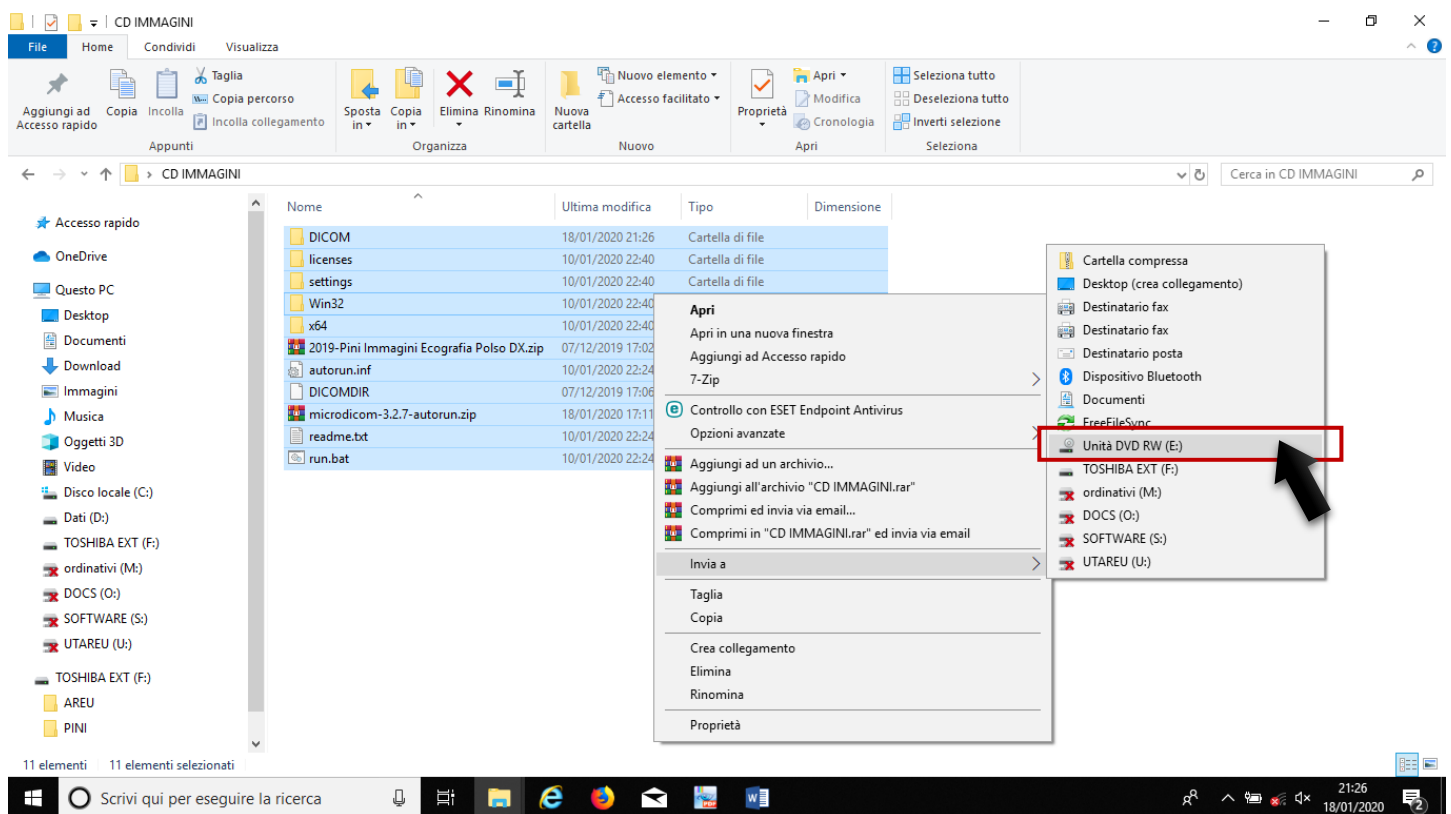 CD IMMAGINI
File Home Condividi Visualizza
Aggiungi ad Accesso rapido
Copia
Incolla
Taglia
Copia percorso
Incolla collegamento
Appunti
Sposta in
Copia in
Elimina
Rinomina
Organizza
Nuova cartella
Nuovo elemento
Accesso facilitato
Nuovo
Proprietà
Apri
Modifica
Cronologia
Apri
Seleziona tutto
Deseleziona tutto
Inverti selezione
Seleziona
CD IMMAGINI
Cerca in CD IMMAGINI
Accesso rapido
OneDrive
Questo PC
Desktop
Documenti
Download
Immagini
Musica
Oggetti 3D
Video
Disco locale (C:)
Dati (D:)
TOSHIBA EXT (F:)
ordinativi (M:)
DOCS (O:)
SOFTWARE (S:)
UTAREU (U:)
TOSHIBA EXT (F:)
AREU
PINI
Nome Ultima modifica Tipo Dimensione
DICOM 18/01/2020 21:26 Cartella di file
licenses 10/01/2020 22:40 Cartella di file
settings 10/01/2020 22:40 Cartella di file
Win32 10/01/2020 22:40
x64 10/01/2020 22:40
2019-Pini Immagini Ecografia Polso DX.zip 07/12/2019 17:02
autorun.inf 10/01/2020 22:24
DICOMDIR 07/12/2019 17:06
microdicom-3.2.7-autorun.zip 18/01/2020 17:11
readme.txt 10/01/2020 22:24
run.bat 10/01/2020 22:24
Apri
Apri in una nuova finestra
Aggiungi ad Accesso rapido
7-Zip
Controllo con ESET Endpoint Antivirus
Opzioni avanzate
Aggiungi ad un archivio...
Aggiungi all'archivio "CD IMMAGINI.rar"
Comprimi ed invia via email...
Comprimi in "CD IMMAGINI.rar" ed invia via email
Invia a
Taglia
Copia
Crea collegamento
Elimina
Rinomina
Proprietà
Cartella compressa
Desktop (crea collegamento)
Destinatario fax
Destinatario fax
Destinatario posta
Dispositivo Bluetooth
Documenti
FreeFileSync
Unità DVD RW (E:)
TOSHIBA EXT (F:)
ordinativi (M:)
DOCS (O:)
SOFTWARE (S:)
UTAREU (U:)
11 elementi 11 elementi selezionati
Scrivi qui per eseguire la ricerca
21:26
18/01/2020
2